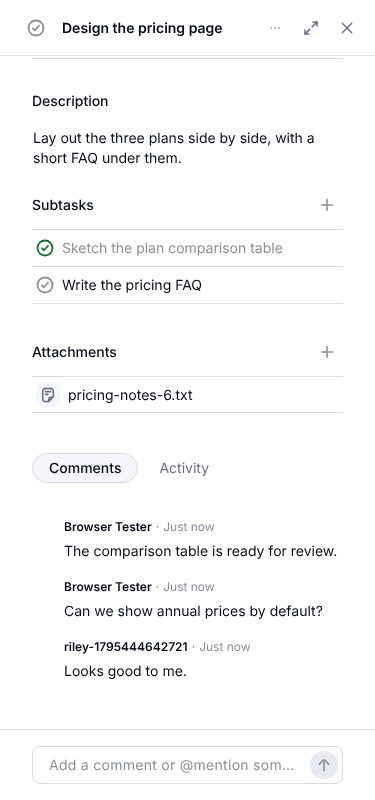 Design the pricing page
Description
Lay out the three plans side by side, with a
short FAQ under them.
Subtasks
Sketch the plan comparison table
Write the pricing FAQ
Attachments
pricing-notes-6.txt
Comments
Activity
Browser Tester · Just now
The comparison table is ready for review.
Browser Tester · Just now
Can we show annual prices by default?
riley-1795444642721 · Just now
Looks good to me.
Add a comment or @mention som...